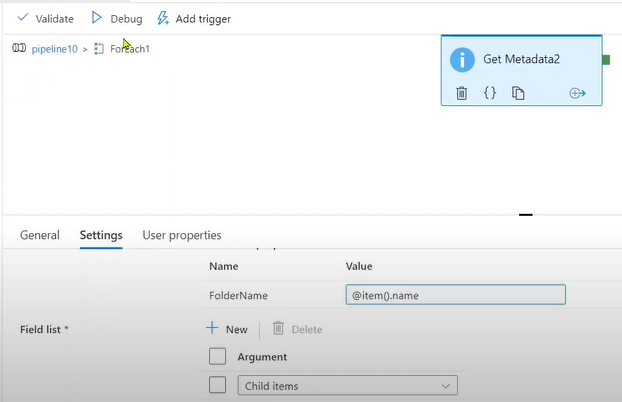 Validate Debug Add trigger
pipeline10 > ForEach1
Get Metadata2
{}
General Settings User properties
Name Value
FolderName @item().name
Field list * New Delete
Argument
Child items